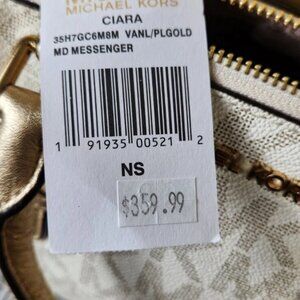 MICHAEL KORS
CIARA
35H7GC6M8M VANL/PLGOLD
MD MESSENGER
1 91935 00521 2
NS
$359.99